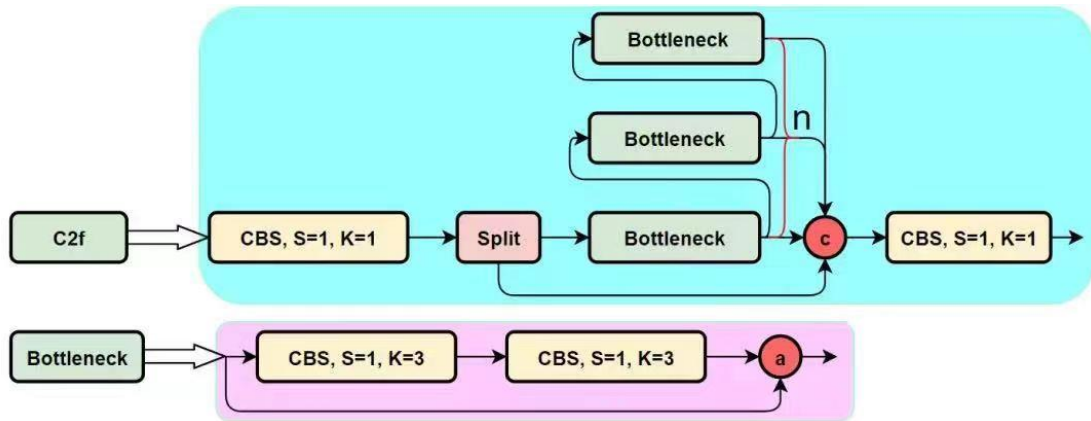 Bottleneck
n
Bottleneck
C2f
CBS, S=1, K=1
Split
Bottleneck
c
CBS, S=1, K=1
Bottleneck
CBS, S=1, K=3
CBS, S=1, K=3
a